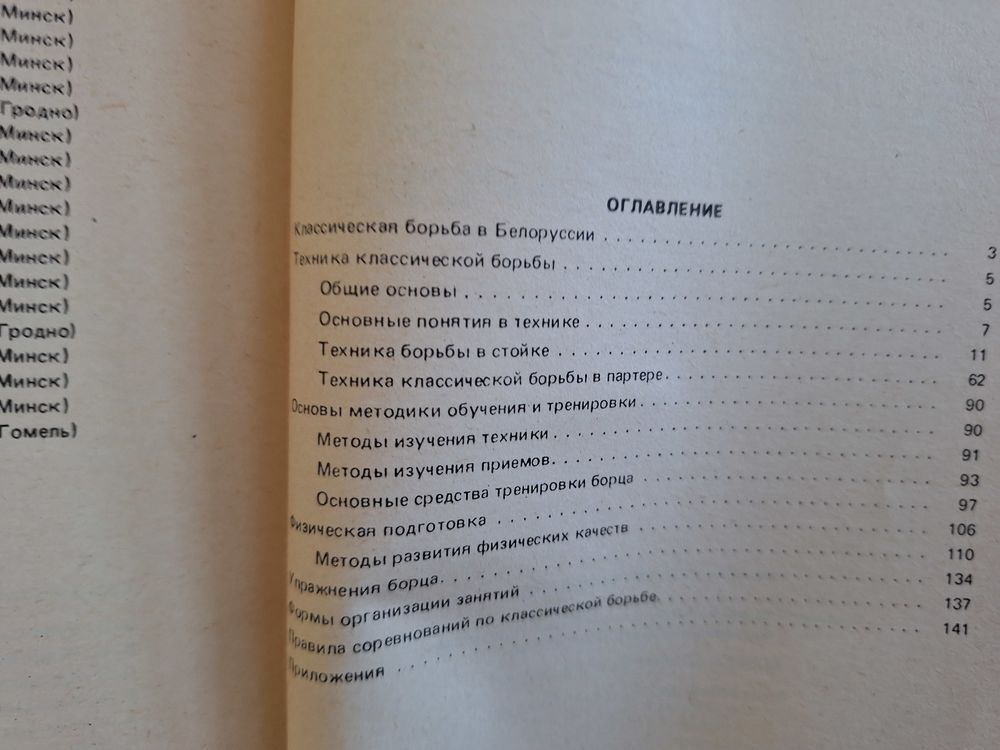 Минск)
Минск)
Минск)
Минск)
Гродно)
Минск)
Минск)
Минск)
Минск)
Минск)
Минск)
Минск)
Минск)
Гродно)
Минск)
Минск)
Минск)
Гомель)
ОГЛАВЛЕНИЕ
Классическая борьба в Белоруссии . . . . . 3
Техника классической борьбы . . . . . 5
Общие основы . . . . . 5
Основные понятия в технике . . . . . 7
Техника борьбы в стойке . . . . . 11
Техника классической борьбы в партере . . . . . 62
Основы методики обучения и тренировки . . . . . 90
Методы изучения техники . . . . . 90
Методы изучения приемов . . . . . 91
Основные средства тренировки борца . . . . . 93
Физическая подготовка . . . . . 97
Методы развития физических качеств . . . . . 106
Упражнения борца . . . . . 110
Формы организации занятий . . . . . 134
Правила соревнований по классической борьбе . . . . . 137
Приложения . . . . . 141